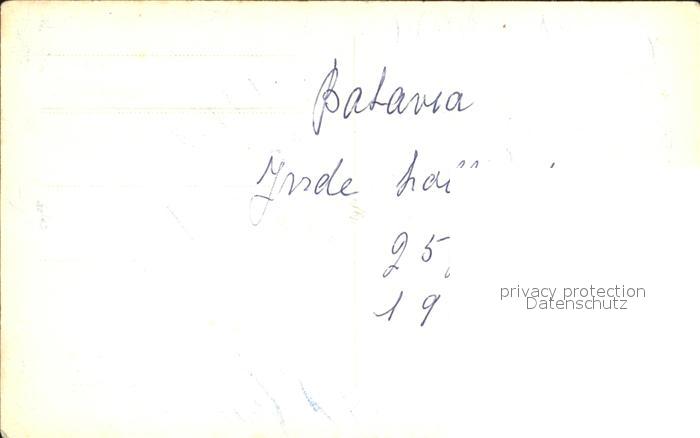 Batavia
25,
19
privacy protection
Datenschutz